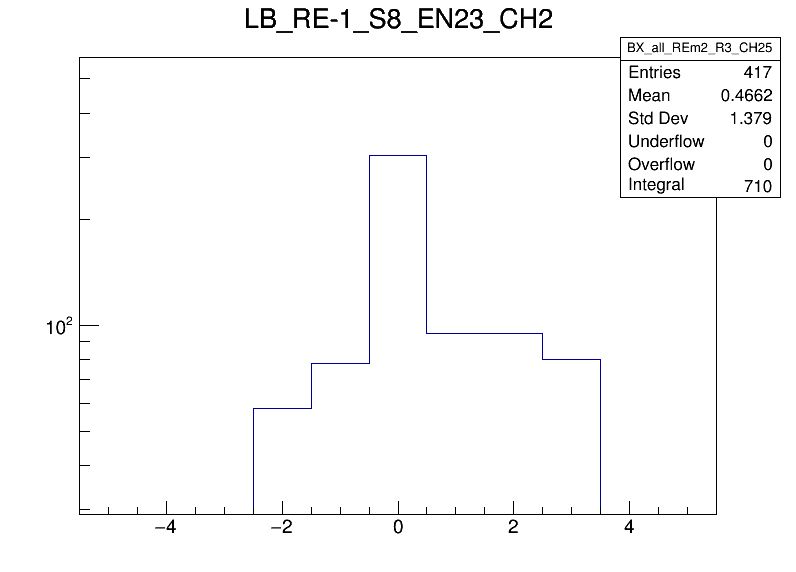 LB_RE-1_S8_EN23_CH2
BX_all_REm2_R3_CH25
Entries 417
Mean 0.4662
Std Dev 1.379
Underflow 0
Overflow 0
Integral 710
10²
−4 −2 0 2 4